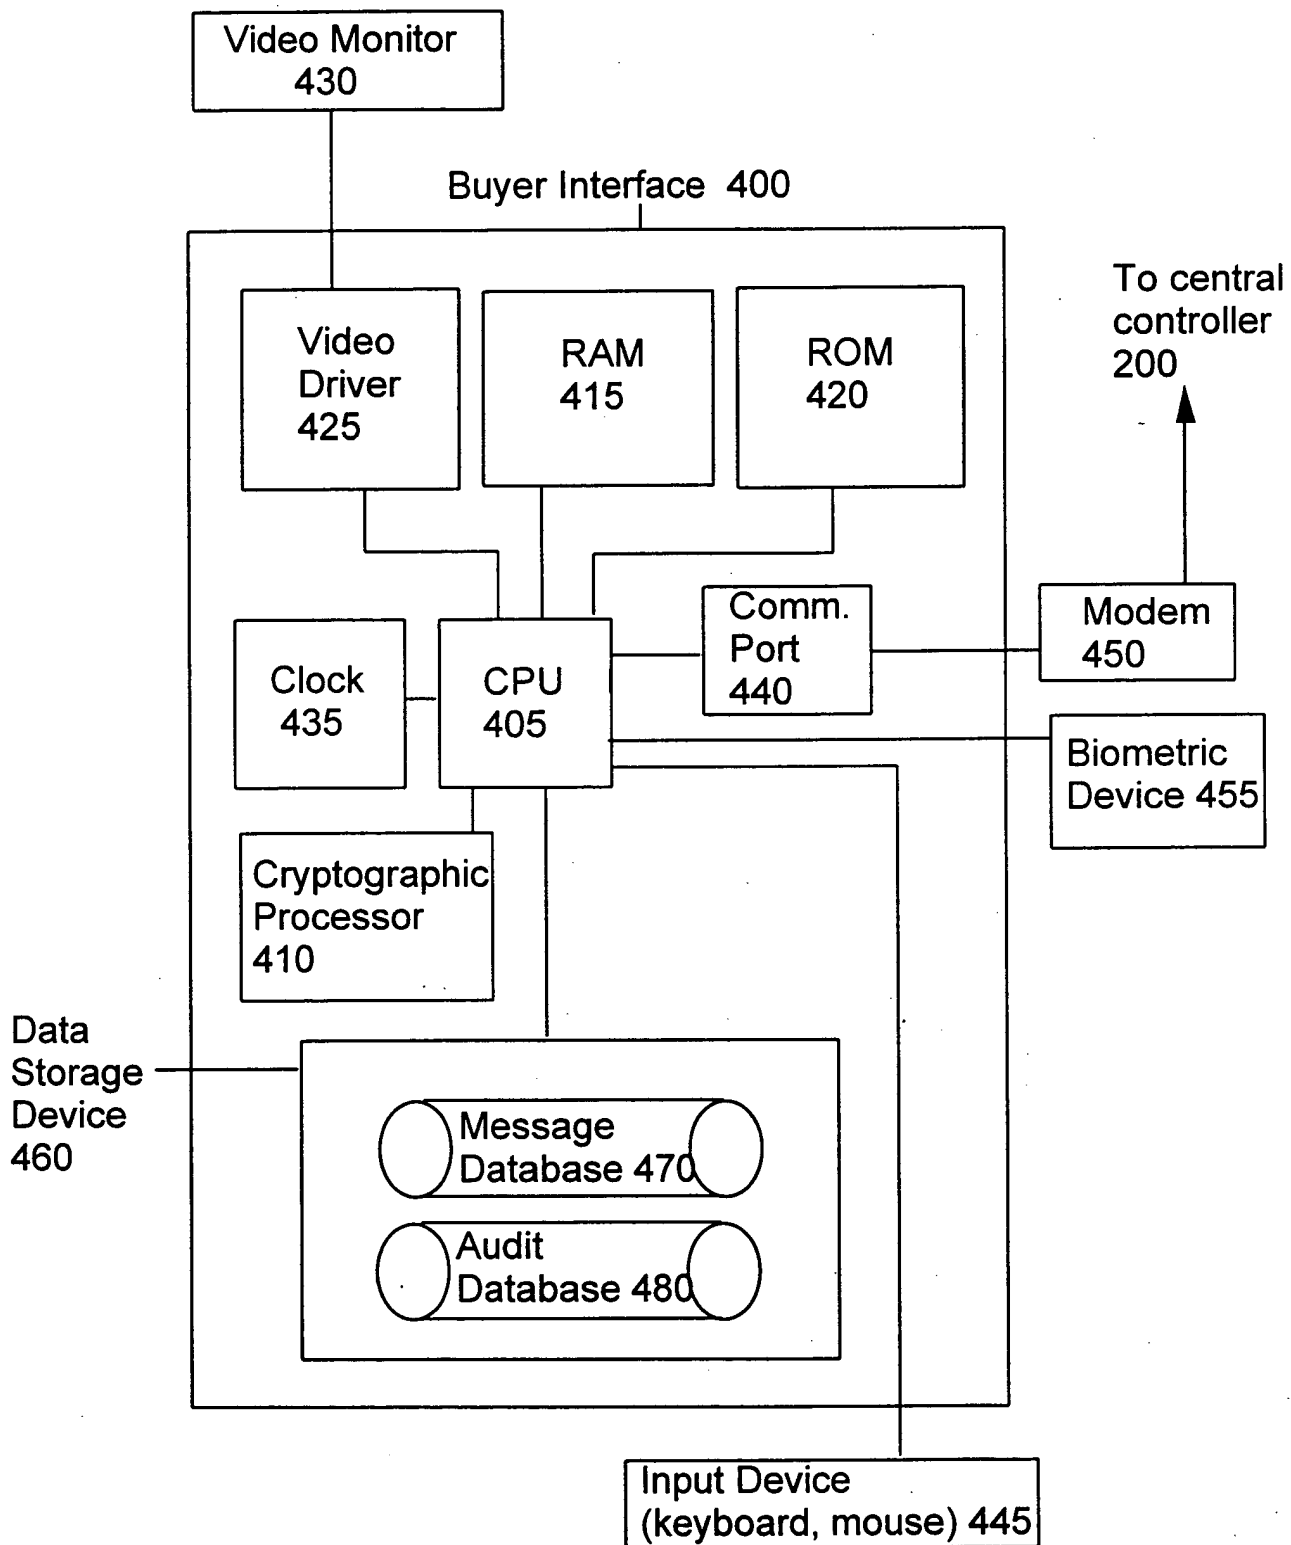 Video Monitor
430
Buyer Interface 400
To central
controller
200
Video
Driver
425
RAM
415
ROM
420
Comm.
Port
440
Modem
450
Clock
435
CPU
405
Biometric
Device 455
Cryptographic
Processor
410
Data
Storage
Device
460
Message
Database 470
Audit
Database 480
Input Device
(keyboard, mouse) 445